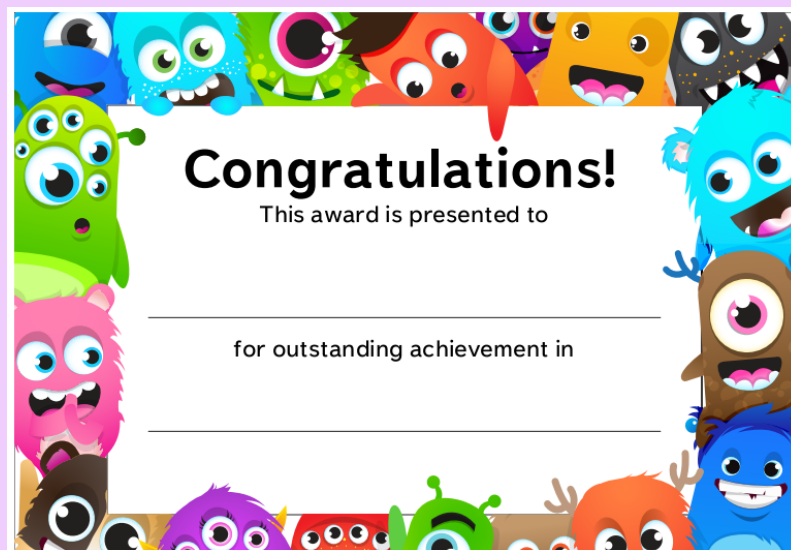 Congratulations!
This award is presented to
for outstanding achievement in